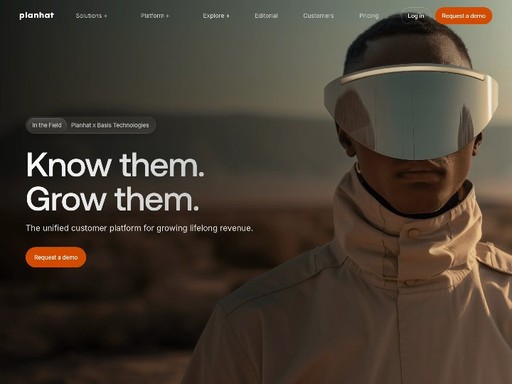 planhat
Solutions +
Platform +
Explore +
Editorial
Customers
Pricing
Log in
Request a demo
In the Field
Planhat x Basis Technologies
Know them.
Grow them.
The unified customer platform for growing lifelong revenue.
Request a demo